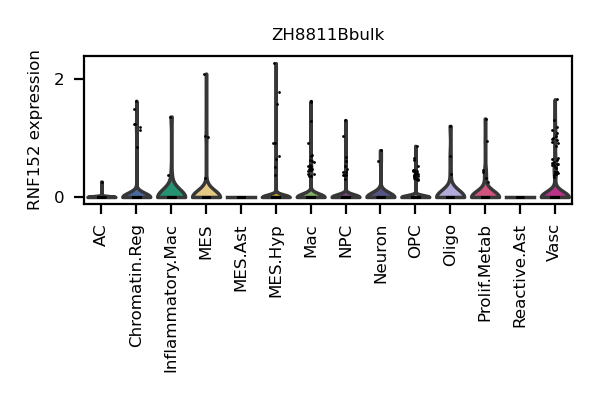 ZH8811Bbulk
RNF152 expression
2
0
AC
Chromatin.Reg
Inflammatory.Mac
MES
MES.Ast
MES.Hyp
Mac
NPC
Neuron
OPC
Oligo
Prolif.Metab
Reactive.Ast
Vasc